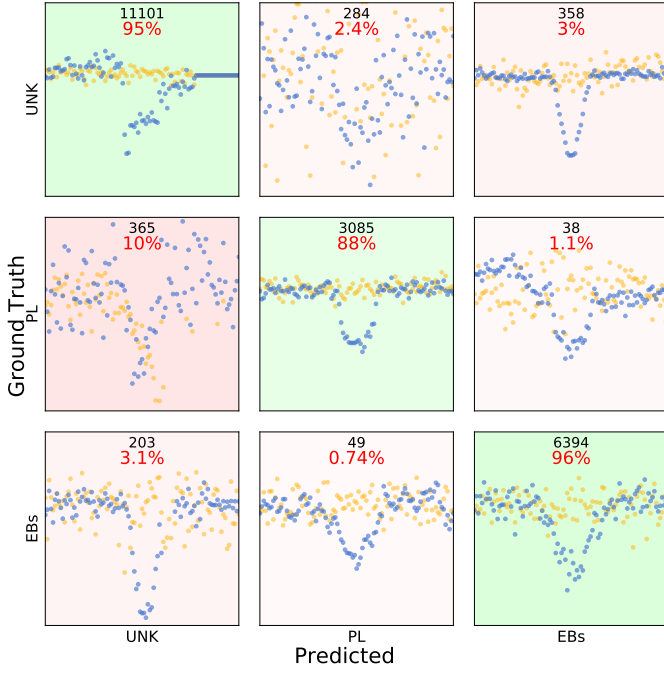 11101
95%
284
2.4%
358
3%
UNK
365
10%
3085
88%
38
1.1%
PL
Ground Truth
203
3.1%
49
0.74%
6394
96%
EBs
UNK
PL
EBs
Predicted